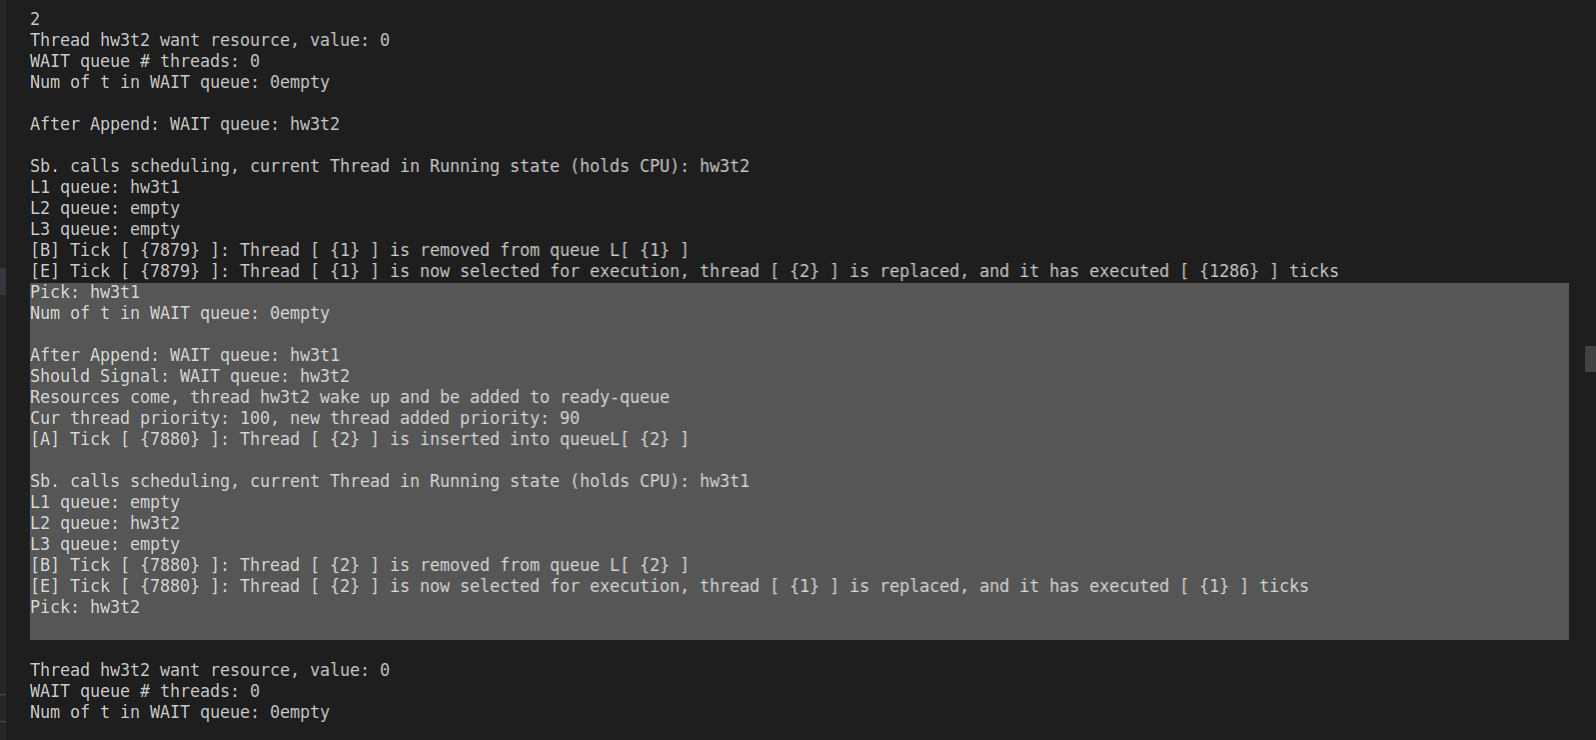 2
Thread hw3t2 want resource, value: 0
WAIT queue # threads: 0
Num of t in WAIT queue: 0empty
After Append: WAIT queue: hw3t2
Sb. calls scheduling, current Thread in Running state (holds CPU): hw3t2
L1 queue: hw3t1
L2 queue: empty
L3 queue: empty
[B] Tick [ {7879} ]: Thread [ {1} ] is removed from queue L[ {1} ]
[E] Tick [ {7879} ]: Thread [ {1} ] is now selected for execution, thread [ {2} ] is replaced, and it has executed [ {1286} ] ticks
Pick: hw3t1
Num of t in WAIT queue: 0empty
After Append: WAIT queue: hw3t1
Should Signal: WAIT queue: hw3t2
Resources come, thread hw3t2 wake up and be added to ready-queue
Cur thread priority: 100, new thread added priority: 90
[A] Tick [ {7880} ]: Thread [ {2} ] is inserted into queueL[ {2} ]
Sb. calls scheduling, current Thread in Running state (holds CPU): hw3t1
L1 queue: empty
L2 queue: hw3t2
L3 queue: empty
[B] Tick [ {7880} ]: Thread [ {2} ] is removed from queue L[ {2} ]
[E] Tick [ {7880} ]: Thread [ {2} ] is now selected for execution, thread [ {1} ] is replaced, and it has executed [ {1} ] ticks
Pick: hw3t2
Thread hw3t2 want resource, value: 0
WAIT queue # threads: 0
Num of t in WAIT queue: 0empty